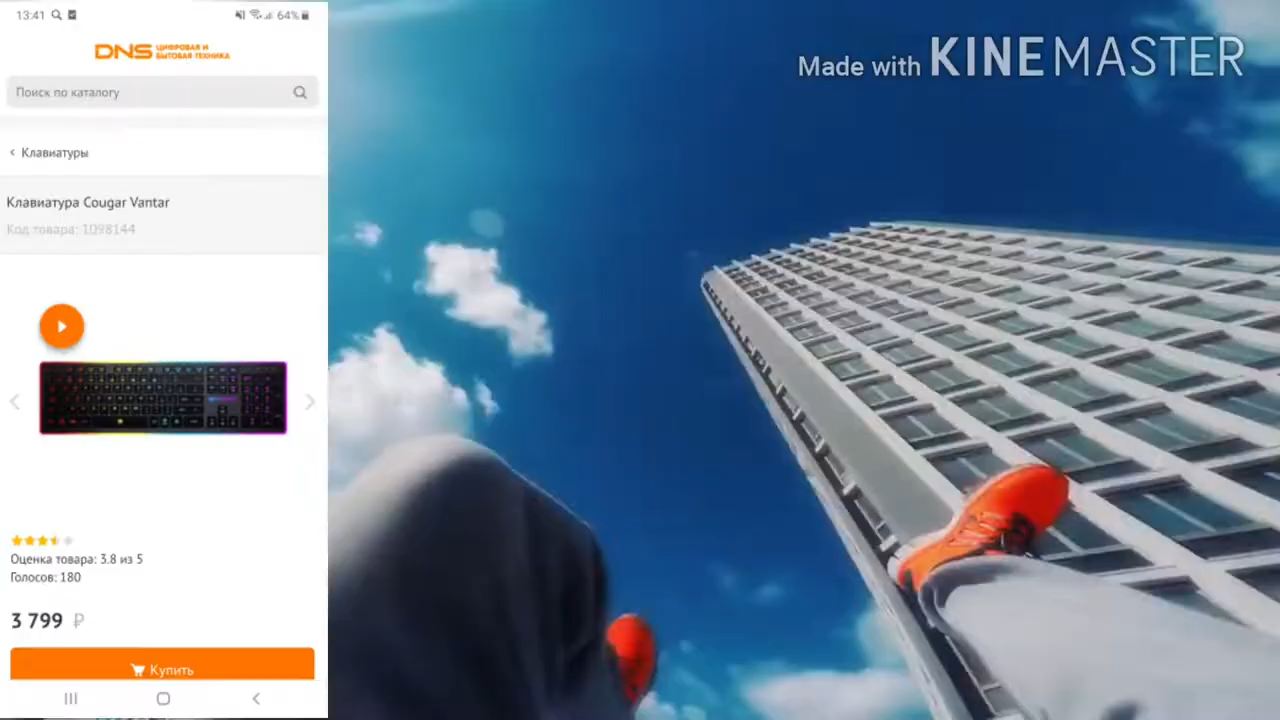 13:41
64%
DNS ЦИФРОВАЯ И БЫТОВАЯ ТЕХНИКА
Поиск по каталогу
Клавиатуры
Клавиатура Cougar Vantar
Код товара: 1098144
Оценка товара: 3.8 из 5
Голосов: 180
3 799 ₽
Купить
Made with KINEMASTER